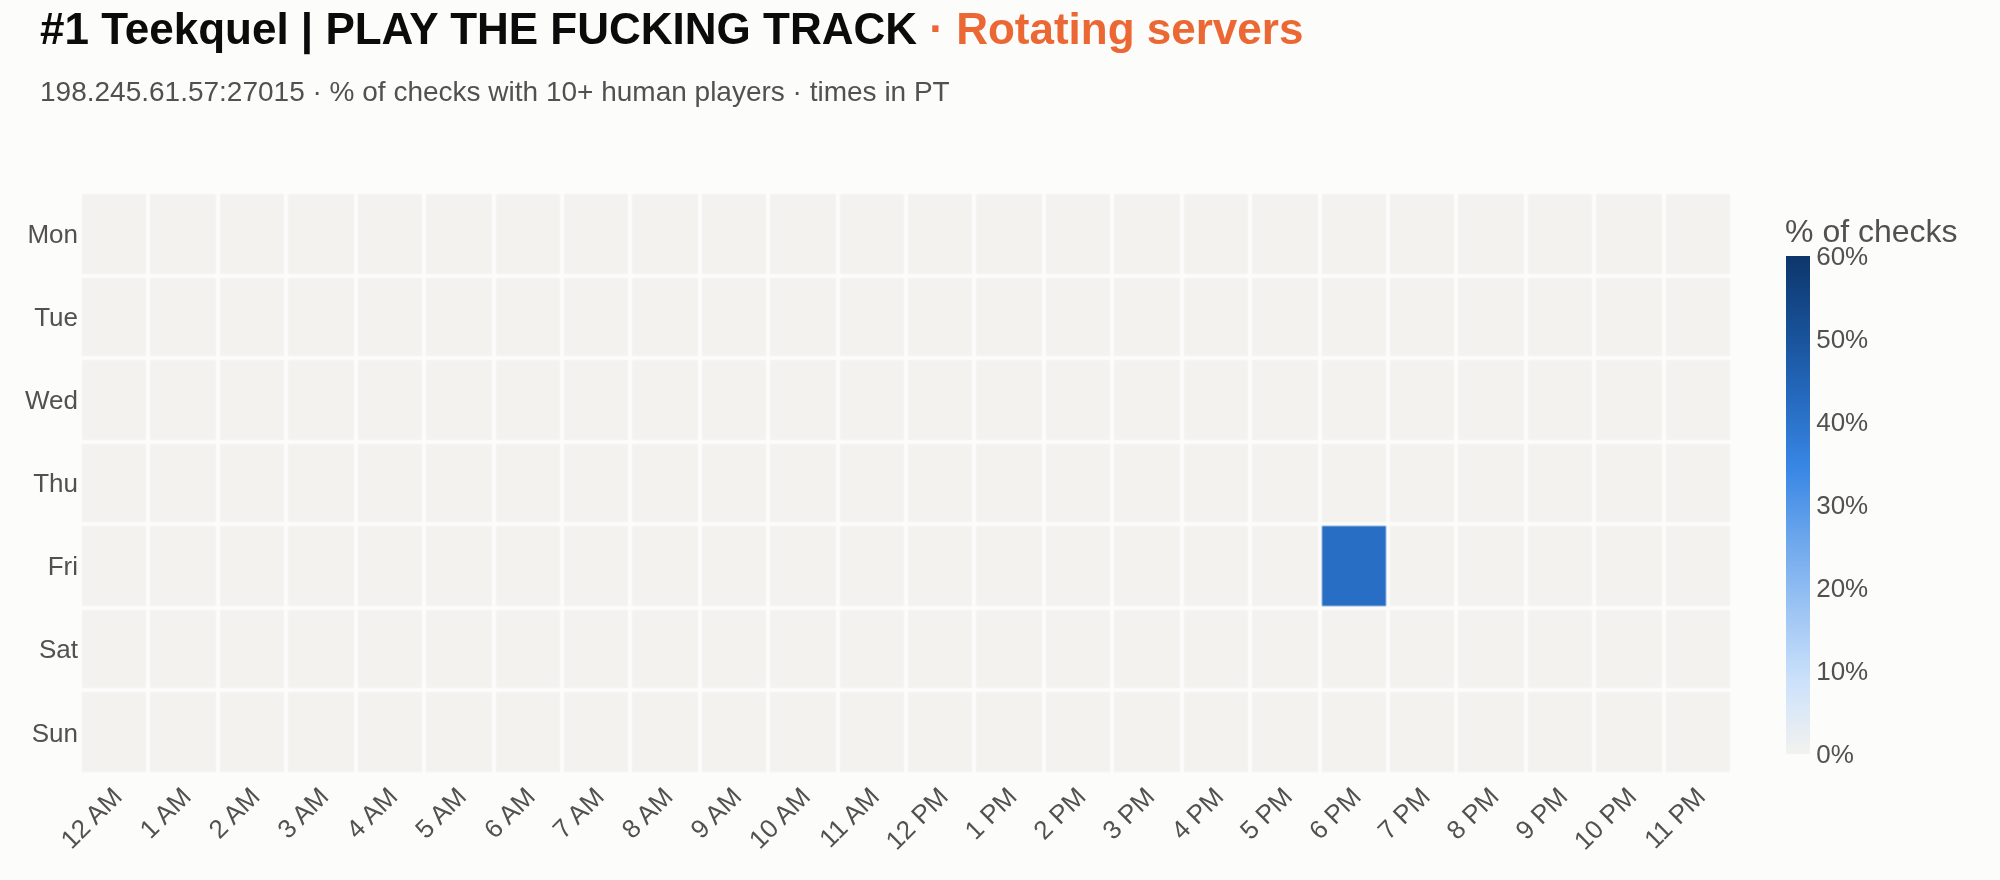 #1 Teekquel | PLAY THE FUCKING TRACK · Rotating servers
198.245.61.57:27015 · % of checks with 10+ human players · times in PT
% of checks
60%
50%
40%
30%
20%
10%
0%
Mon
Tue
Wed
Thu
Fri
Sat
Sun
12 AM 1 AM 2 AM 3 AM 4 AM 5 AM 6 AM 7 AM 8 AM 9 AM 10 AM 11 AM 12 PM 1 PM 2 PM 3 PM 4 PM 5 PM 6 PM 7 PM 8 PM 9 PM 10 PM 11 PM